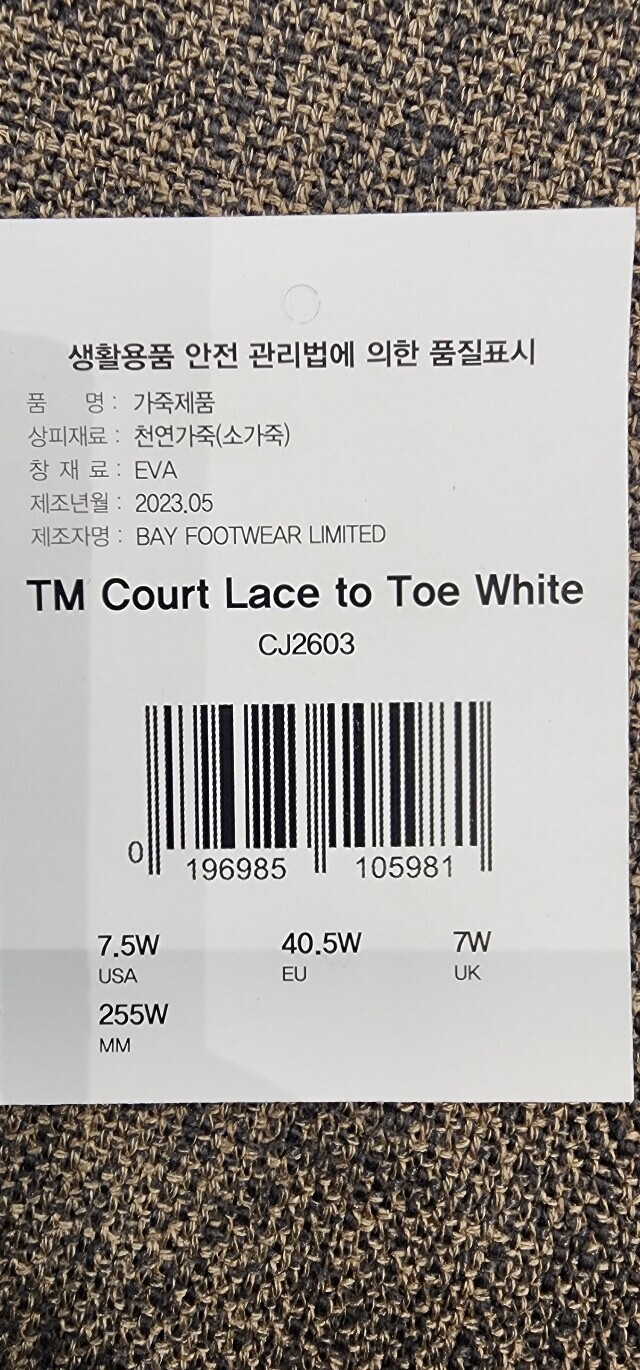 생활용품 안전 관리법에 의한 품질표시
품 명 : 가죽제품
상피재료 : 천연가죽(소가죽)
창 재 료 : EVA
제조년월 : 2023.05
제조자명 : BAY FOOTWEAR LIMITED
TM Court Lace to Toe White
CJ2603
0 196985 105981
7.5W 40.5W 7W
USA EU UK
255W
MM